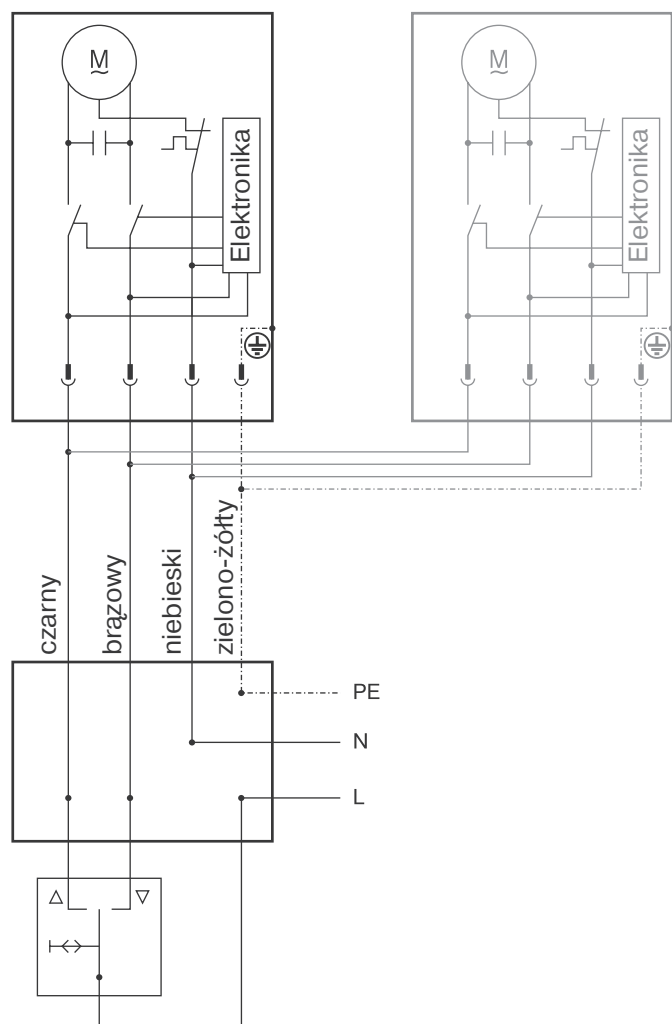 M
~
M
~
Elektronika
Elektronika
czarny
brązowy
niebieski
zielono-żółty
PE
N
L